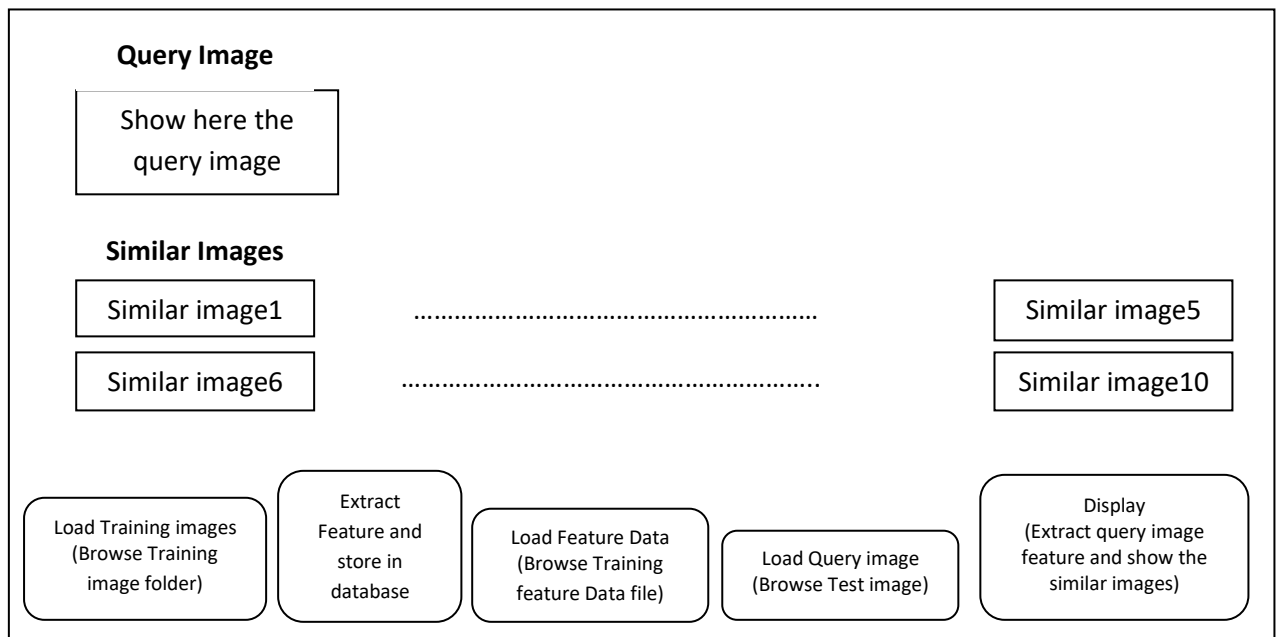 Query Image
Show here the
query image
Similar Images
Similar image1 ………………………………………………… Similar image5
Similar image6 ………………………………………………….. Similar image10
Load Training images
(Browse Training
image folder)
Extract
Feature and
store in
database
Load Feature Data
(Browse Training
feature Data file)
Load Query image
(Browse Test image)
Display
(Extract query image
feature and show the
similar images)